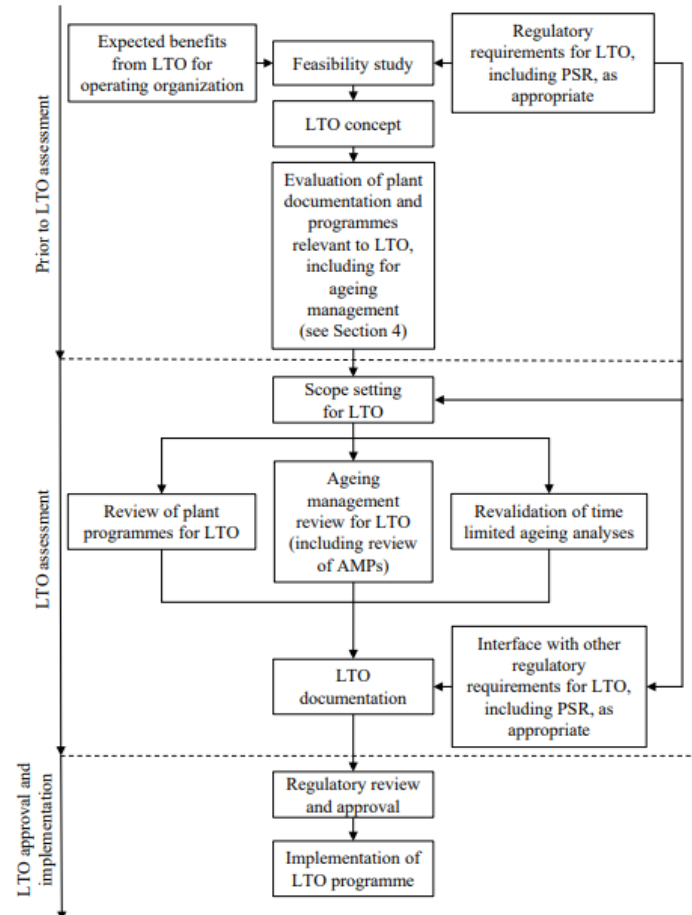 Expected benefits
from LTO for
operating organization
Feasibility study
Regulatory
requirements for LTO,
including PSR, as
appropriate
LTO concept
Evaluation of plant
documentation and
programmes
relevant to LTO,
including for
ageing
management
(see Section 4)
Prior to LTO assessment
Scope setting
for LTO
Review of plant
programmes for LTO
Ageing
management
review for LTO
(including review
of AMPs)
Revalidation of time
limited ageing analyses
LTO assessment
LTO
documentation
Interface with other
regulatory
requirements for LTO,
including PSR, as
appropriate
Regulatory review
and approval
Implementation of
LTO programme
LTO approval and
implementation